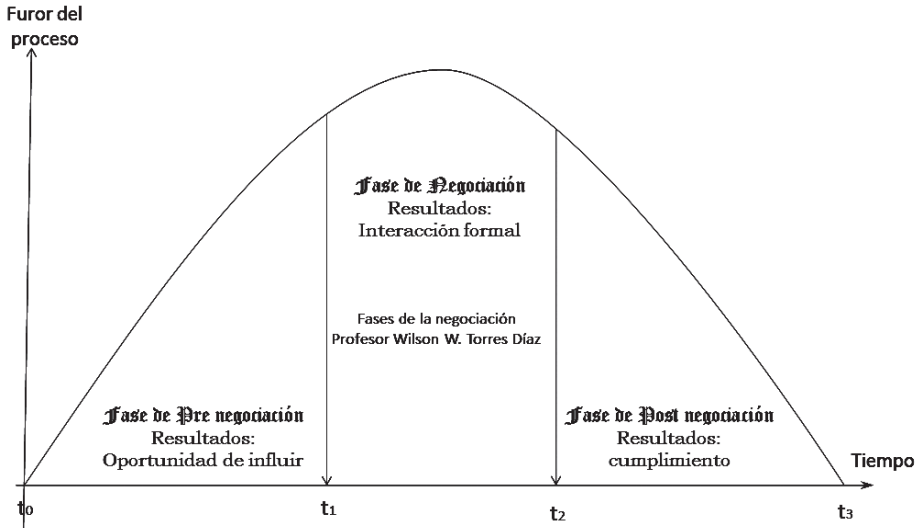 Furor del
proceso
Fase de Negociación
Resultados:
Interacción formal
Fases de la negociación
Profesor Wilson W. Torres Díaz
Fase de Pre negociación
Resultados:
Oportunidad de influir
Fase de Post negociación
Resultados:
cumplimiento
Tiempo
t0
t1
t2
t3